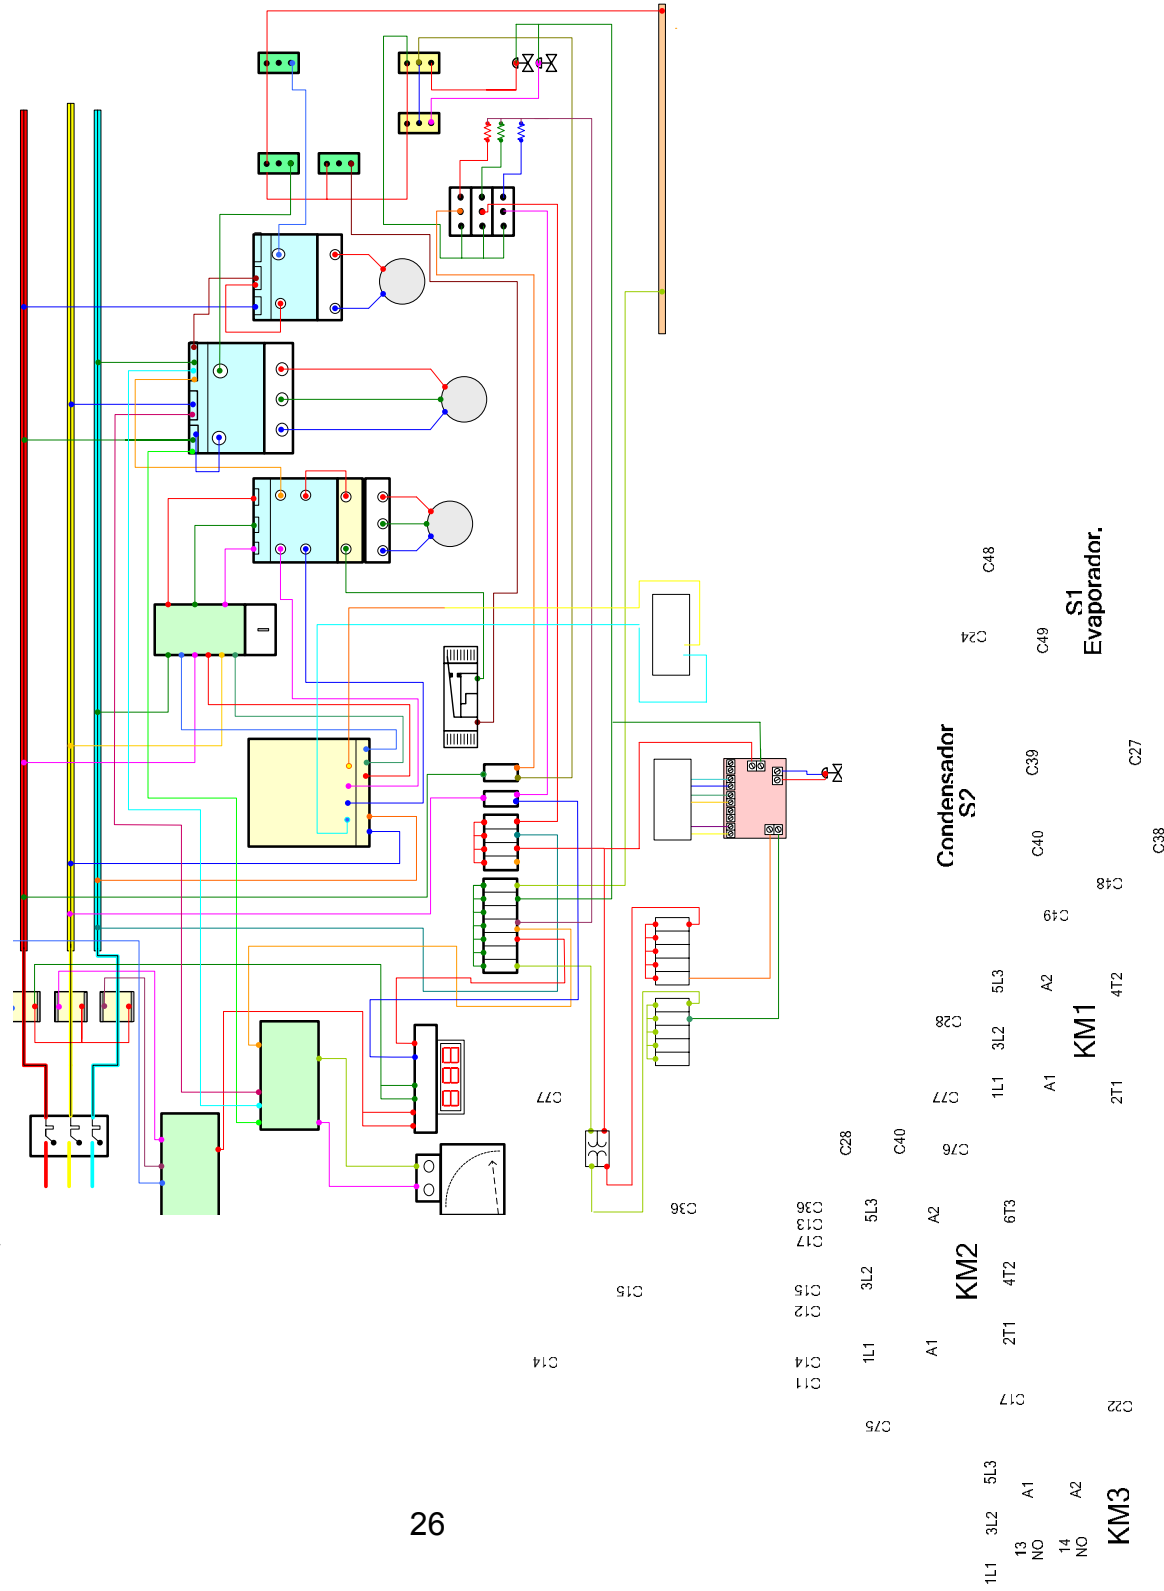 C48
S1
Evaporador.
C24
C49
Condensador
S2
C39
C27
C40
C38
C48
C49
5L3
A2
4T2
C28
3L2
KM1
C77
C77
1L1
A1
2T1
C28
C40
C76
C36
C36
C13
C17
5L3
A2
6T3
C15
C15
C12
3L2
KM2
4T2
C14
C14
C11
1L1
A1
2T1
C17
C22
C75
5L3
A1
A2
KM3
3L2
13
NO
14
NO
1L1
26